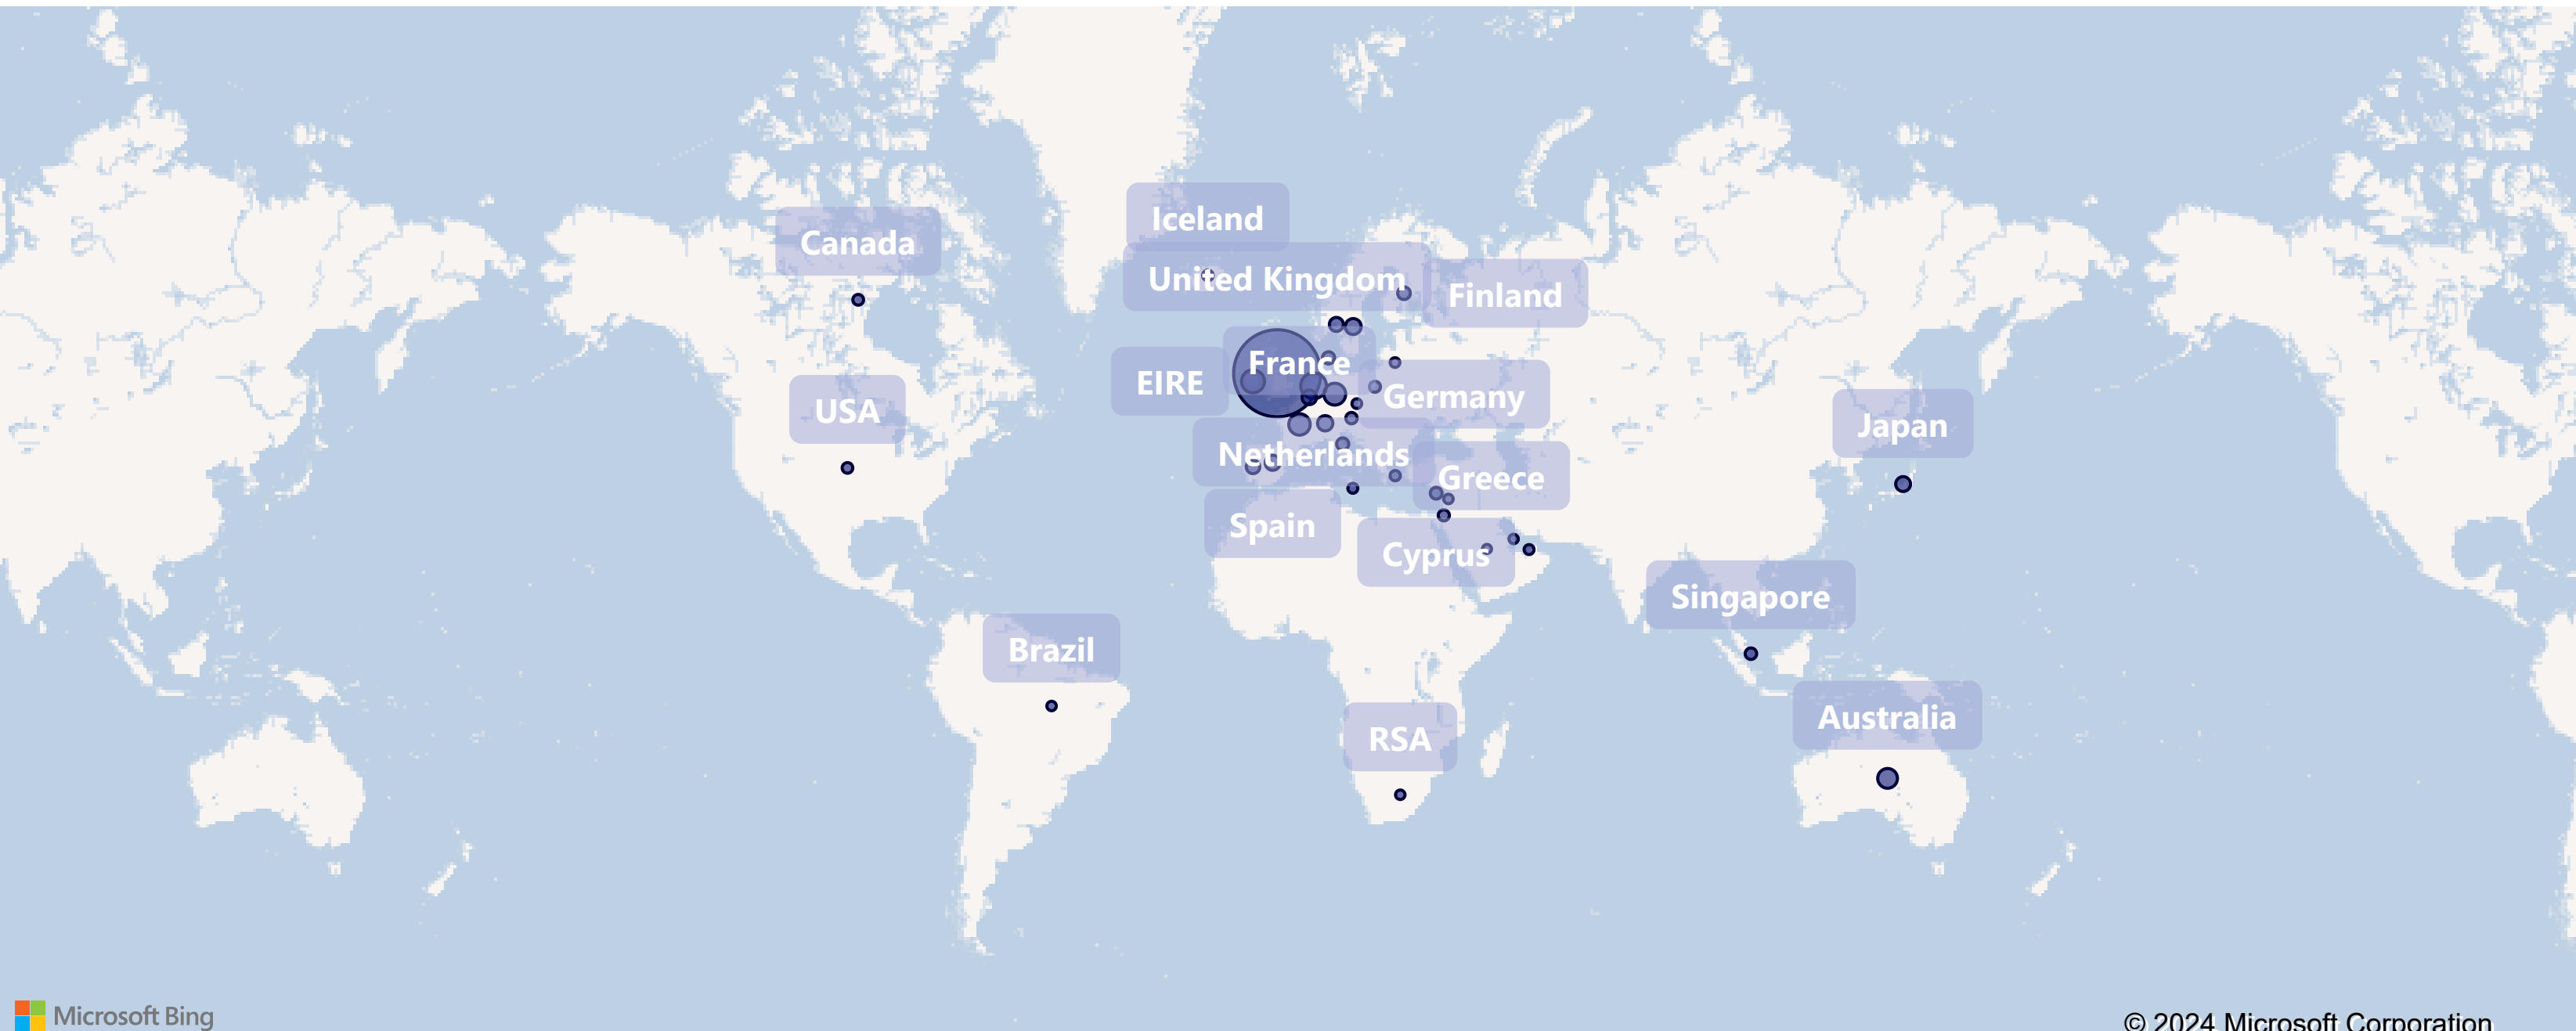 Iceland
Canada
United Kingdom
Finland
France
EIRE
Germany
USA
Japan
Netherlands
Greece
Spain
Cyprus
Singapore
Brazil
Australia
RSA
Microsoft Bing
© 2024 Microsoft Corporation